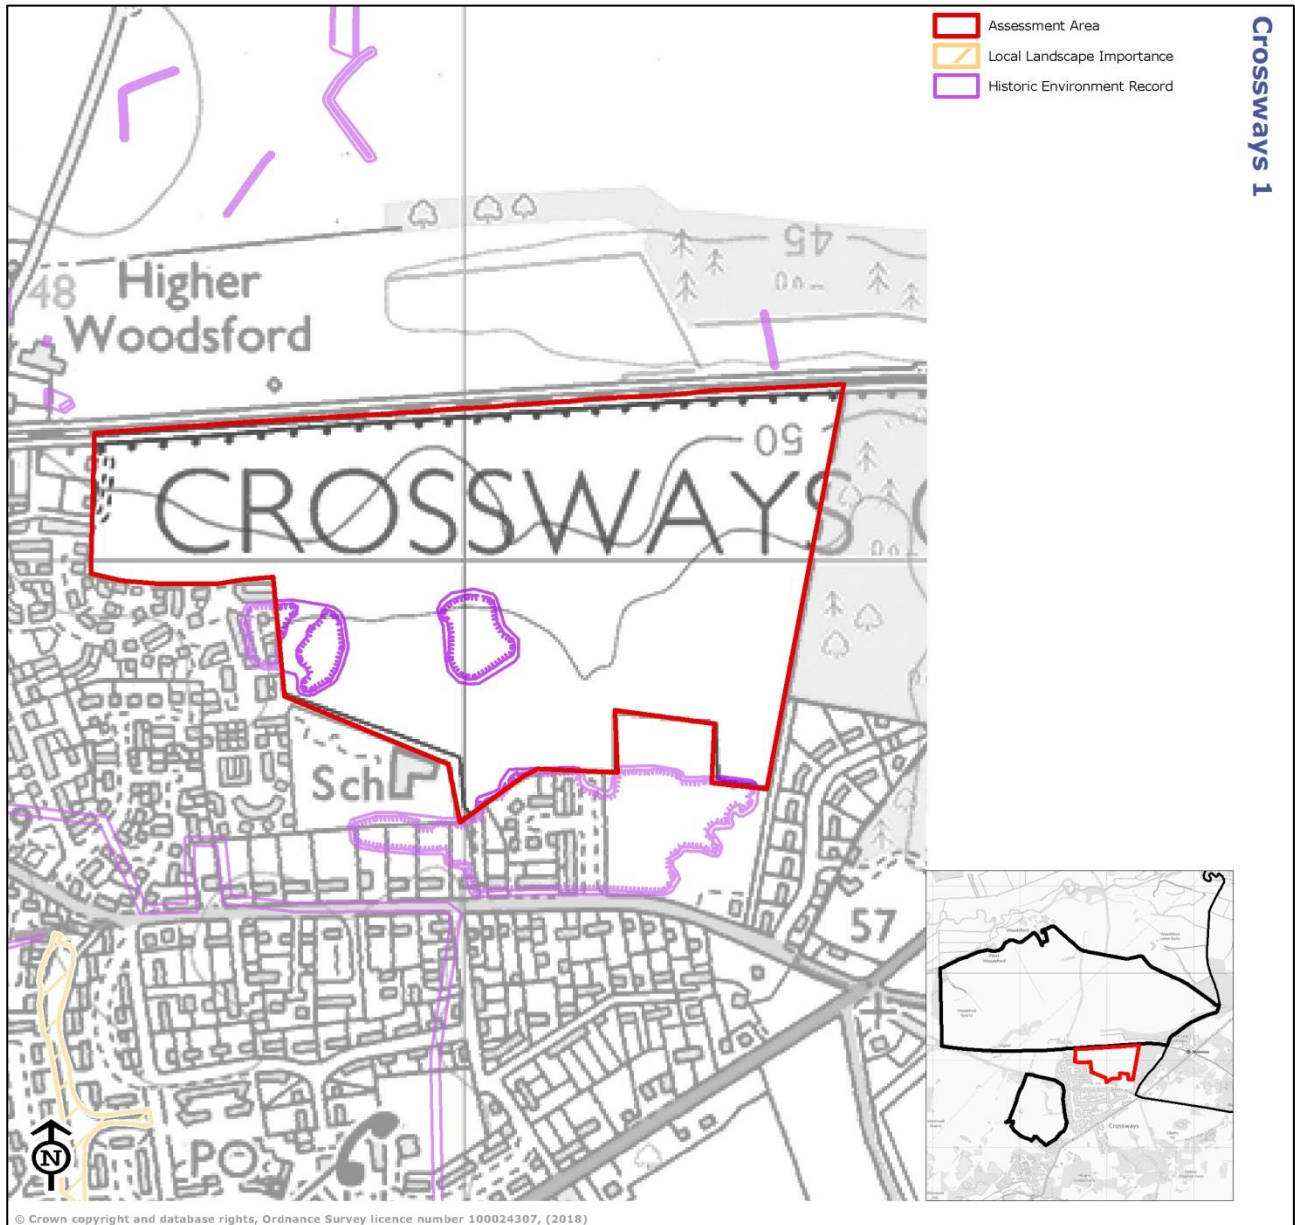 Crossways 1
Assessment Area
Local Landscape Importance
Historic Environment Record
45
48
Higher
Woodsford
50
CROSSWAYS
Sch
57
PO
N
Crossways
© Crown copyright and database rights, Ordnance Survey licence number 100024307, (2018)